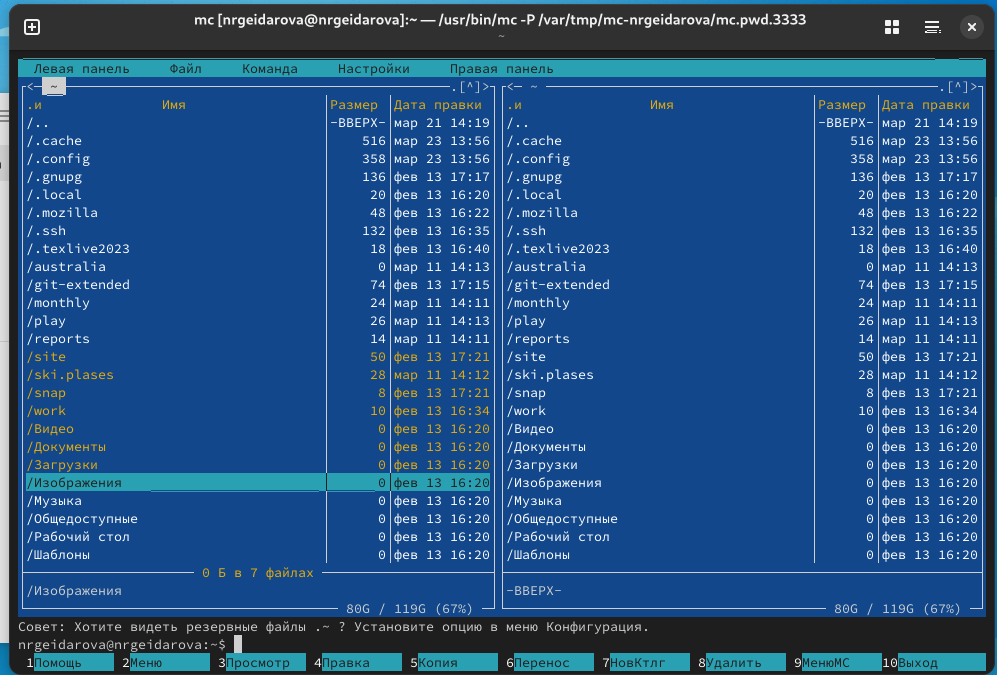 mc [nrgeidarova@nrgeidarova]:~ — /usr/bin/mc -P /var/tmp/mc-nrgeidarova/mc.pwd.3333
~
Левая панель Файл Команда Настройки Правая панель
<— ~ .[^]> <— ~ .[^]>
.и Имя Размер Дата правки .и Имя Размер Дата правки
/.. -ВВЕРХ- мар 21 14:19 /.. -ВВЕРХ- мар 21 14:19
/.cache 516 мар 23 13:56 /.cache 516 мар 23 13:56
/.config 358 мар 23 13:56 /.config 358 мар 23 13:56
/.gnupg 136 фев 13 17:17 /.gnupg 136 фев 13 17:17
/.local 20 фев 13 16:20 /.local 20 фев 13 16:20
/.mozilla 48 фев 13 16:22 /.mozilla 48 фев 13 16:22
/.ssh 132 фев 13 16:35 /.ssh 132 фев 13 16:35
/.texlive2023 18 фев 13 16:40 /.texlive2023 18 фев 13 16:40
/australia 0 мар 11 14:13 /australia 0 мар 11 14:13
/git-extended 74 фев 13 17:15 /git-extended 74 фев 13 17:15
/monthly 24 мар 11 14:11 /monthly 24 мар 11 14:11
/play 26 мар 11 14:13 /play 26 мар 11 14:13
/reports 14 мар 11 14:11 /reports 14 мар 11 14:11
/site 50 фев 13 17:21 /site 50 фев 13 17:21
/ski.plases 28 мар 11 14:12 /ski.plases 28 мар 11 14:12
/snap 8 фев 13 17:21 /snap 8 фев 13 17:21
/work 10 фев 13 16:34 /work 10 фев 13 16:34
/Видео 0 фев 13 16:20 /Видео 0 фев 13 16:20
/Документы 0 фев 13 16:20 /Документы 0 фев 13 16:20
/Загрузки 0 фев 13 16:20 /Загрузки 0 фев 13 16:20
/Изображения 0 фев 13 16:20 /Изображения 0 фев 13 16:20
/Музыка 0 фев 13 16:20 /Музыка 0 фев 13 16:20
/Общедоступные 0 фев 13 16:20 /Общедоступные 0 фев 13 16:20
/Рабочий стол 0 фев 13 16:20 /Рабочий стол 0 фев 13 16:20
/Шаблоны 0 фев 13 16:20 /Шаблоны 0 фев 13 16:20
0 Б в 7 файлах
/Изображения -ВВЕРХ-
80G / 119G (67%) 80G / 119G (67%)
Совет: Хотите видеть резервные файлы .~ ? Установите опцию в меню Конфигурация.
nrgeidarova@nrgeidarova:~$
1Помощь 2Меню 3Просмотр 4Правка 5Копия 6Перенос 7НовКтлг 8Удалить 9МенюMC 10Выход